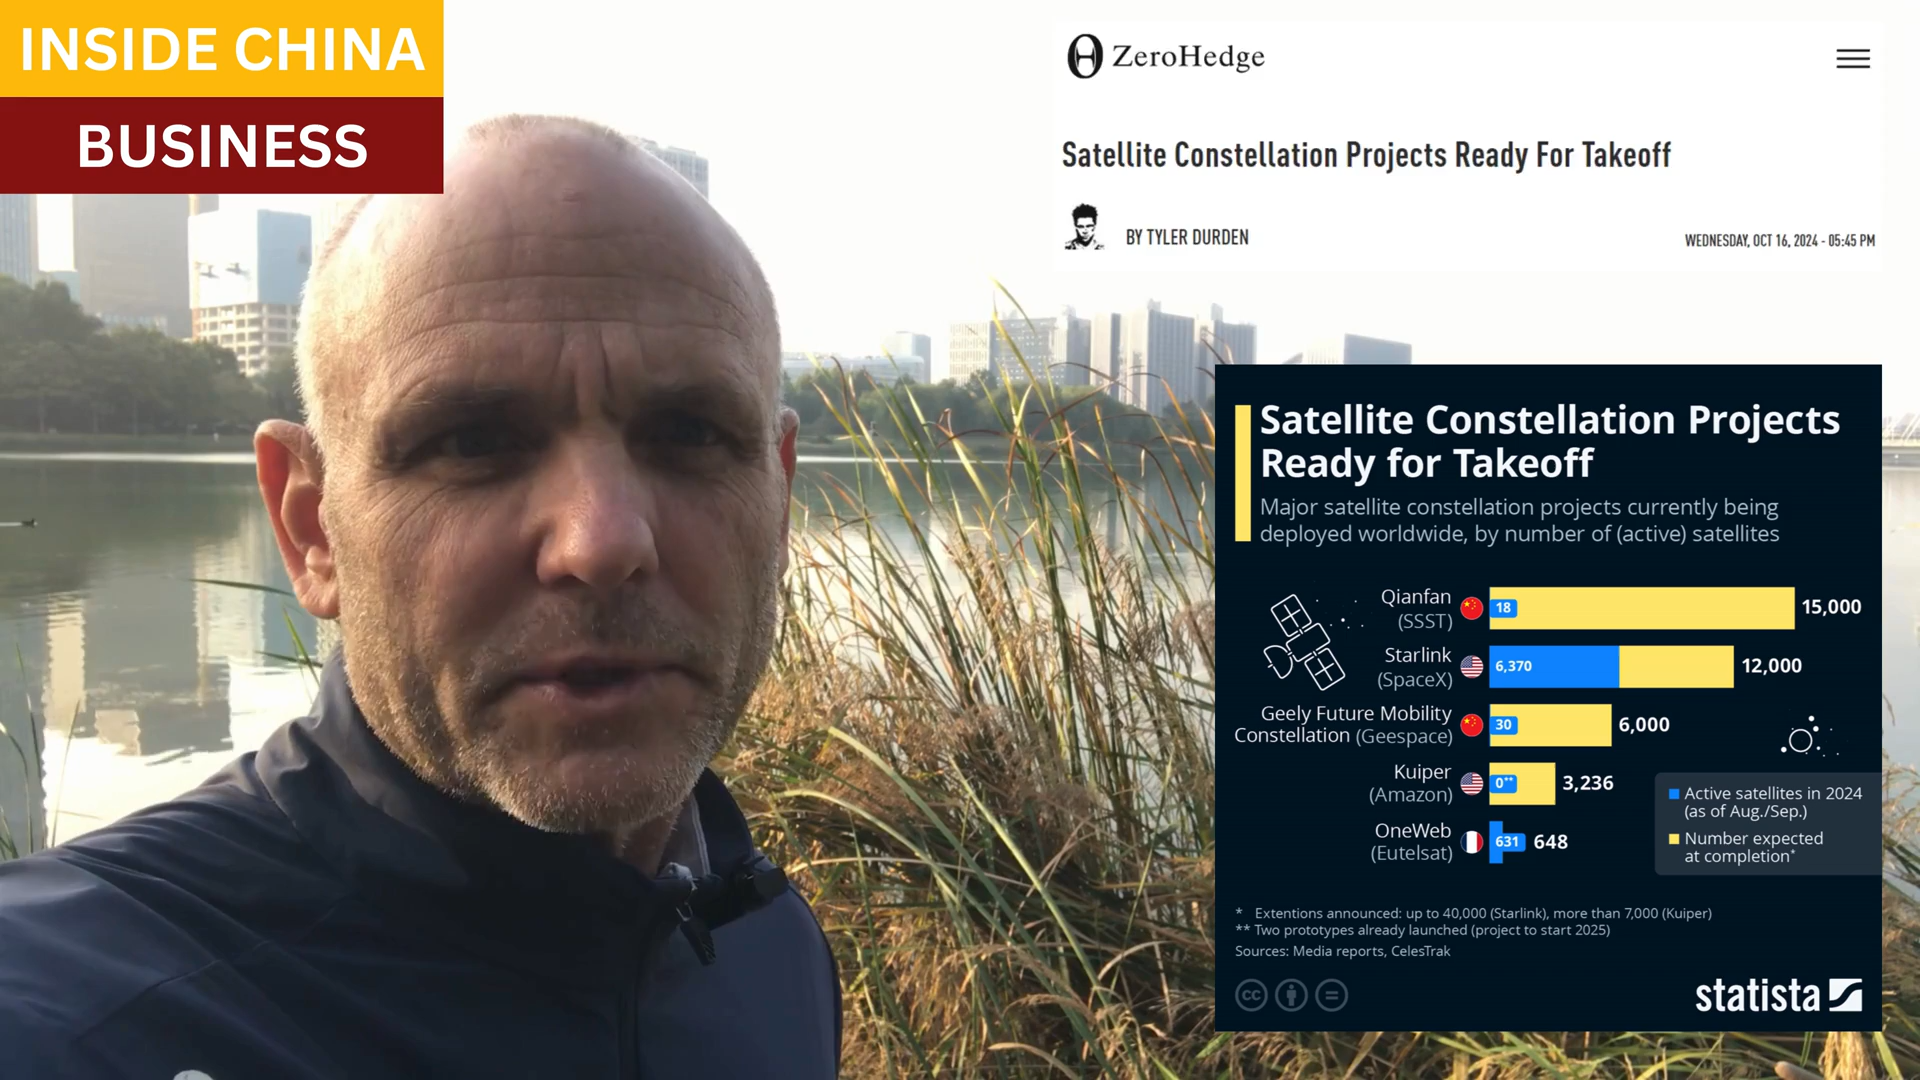 INSIDE CHINA
BUSINESS
ZeroHedge
Satellite Constellation Projects Ready For Takeoff
BY TYLER DURDEN
WEDNESDAY, OCT 16, 2024 - 05:45 PM
Satellite Constellation Projects
Ready for Takeoff
Major satellite constellation projects currently being
deployed worldwide, by number of (active) satellites
Qianfan
(SSST)
18
15,000
Starlink
(SpaceX)
6,370
12,000
Geely Future Mobility
Constellation (Geespace)
30
6,000
Kuiper
(Amazon)
0**
3,236
OneWeb
(Eutelsat)
631
648
Active satellites in 2024
(as of Aug./Sep.)
Number expected
at completion*
* Extentions announced: up to 40,000 (Starlink), more than 7,000 (Kuiper)
** Two prototypes already launched (project to start 2025)
Sources: Media reports, CelesTrak
cc
statista